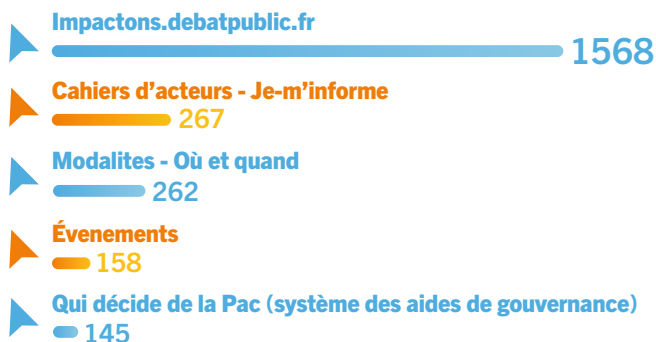 Impactons.debatpublic.fr
1568
Cahiers d’acteurs - Je-m’informe
267
Modalites - Où et quand
262
Évenements
158
Qui décide de la Pac (système des aides de gouvernance)
145